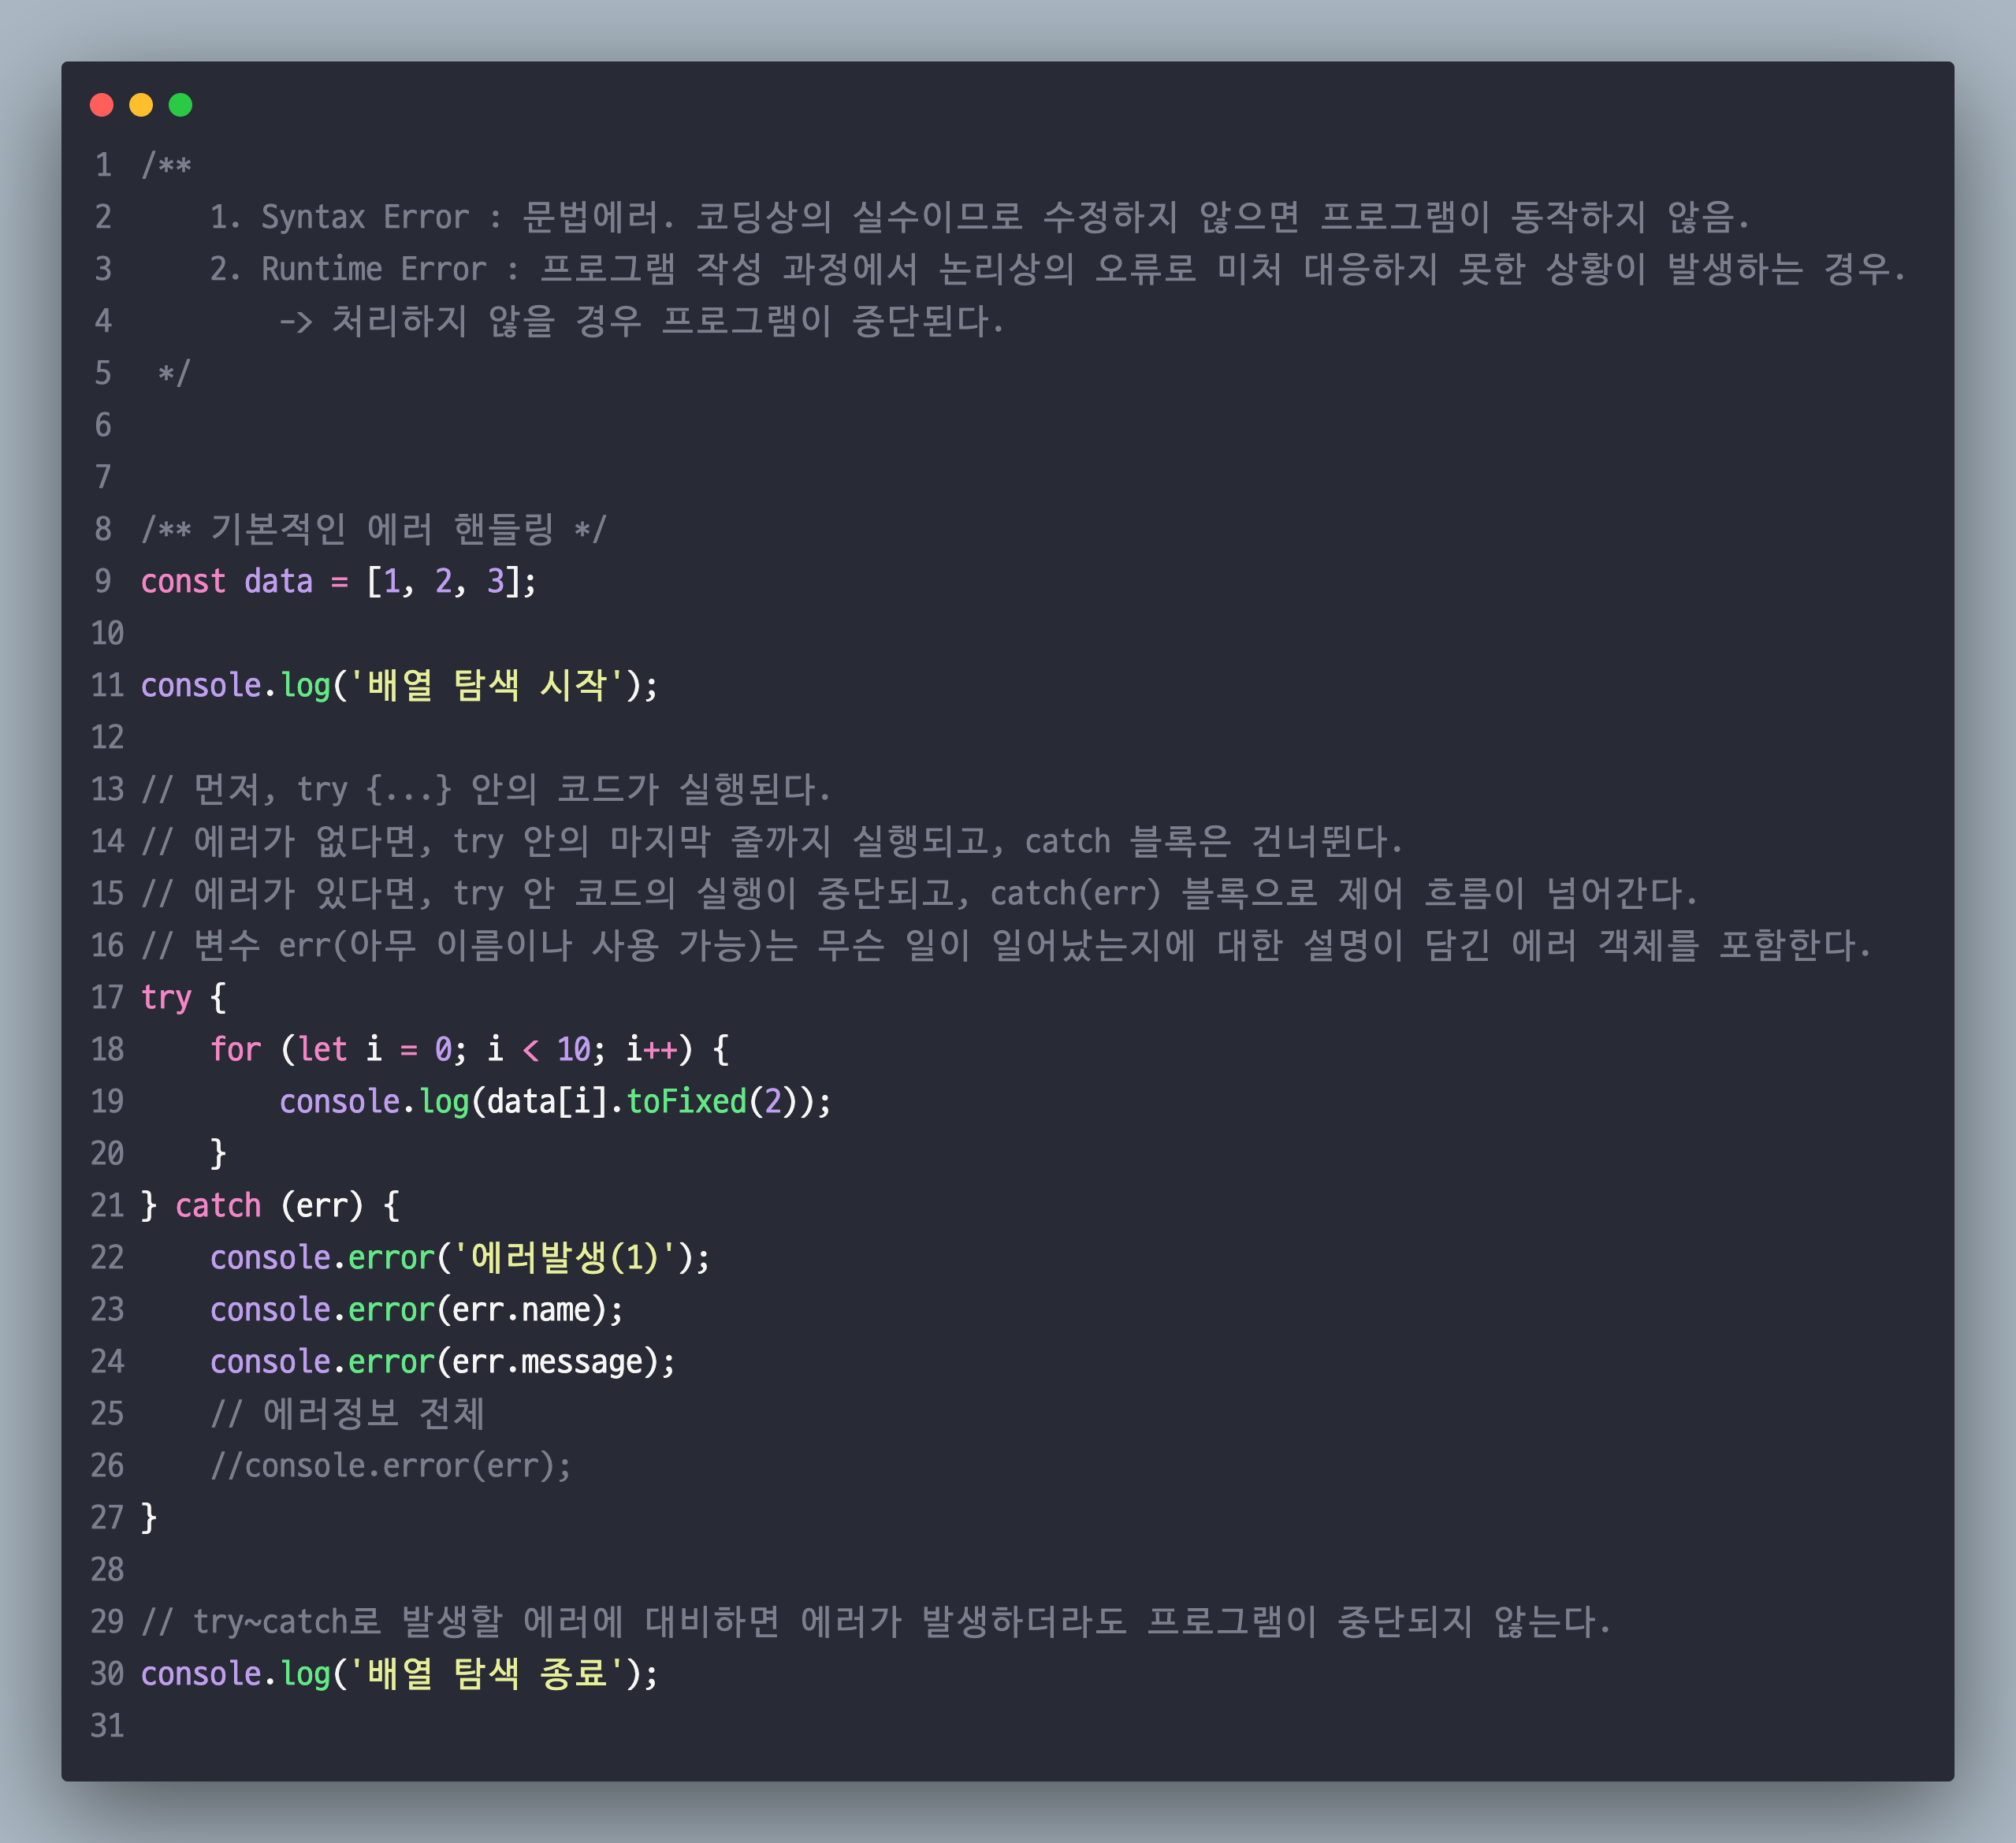 1 /**
2     1. Syntax Error : 문법에러. 코딩상의 실수이므로 수정하지 않으면 프로그램이 동작하지 않음.
3     2. Runtime Error : 프로그램 작성 과정에서 논리상의 오류로 미처 대응하지 못한 상황이 발생하는 경우.
4         -> 처리하지 않을 경우 프로그램이 중단된다.
5  */
6
7
8 /** 기본적인 에러 핸들링 */
9 const data = [1, 2, 3];
10
11 console.log('배열 탐색 시작');
12
13 // 먼저, try {...} 안의 코드가 실행된다.
14 // 에러가 없다면, try 안의 마지막 줄까지 실행되고, catch 블록은 건너뛴다.
15 // 에러가 있다면, try 안 코드의 실행이 중단되고, catch(err) 블록으로 제어 흐름이 넘어간다.
16 // 변수 err(아무 이름이나 사용 가능)는 무슨 일이 일어났는지에 대한 설명이 담긴 에러 객체를 포함한다.
17 try {
18     for (let i = 0; i < 10; i++) {
19         console.log(data[i].toFixed(2));
20     }
21 } catch (err) {
22     console.error('에러발생(1)');
23     console.error(err.name);
24     console.error(err.message);
25     // 에러정보 전체
26     //console.error(err);
27 }
28
29 // try~catch로 발생할 에러에 대비하면 에러가 발생하더라도 프로그램이 중단되지 않는다.
30 console.log('배열 탐색 종료');
31